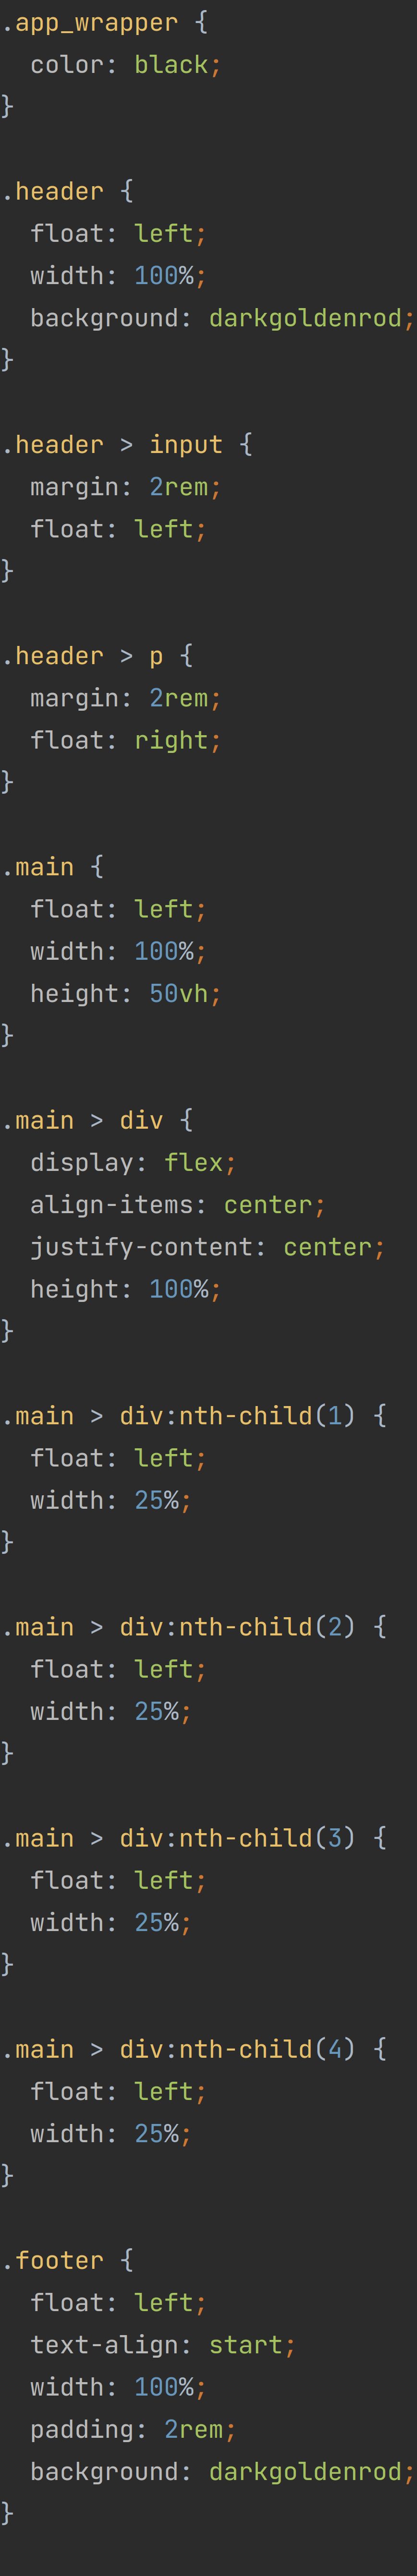 .app_wrapper {
  color: black;
}

.header {
  float: left;
  width: 100%;
  background: darkgoldenrod;
}

.header > input {
  margin: 2rem;
  float: left;
}

.header > p {
  margin: 2rem;
  float: right;
}

.main {
  float: left;
  width: 100%;
  height: 50vh;
}

.main > div {
  display: flex;
  align-items: center;
  justify-content: center;
  height: 100%;
}

.main > div:nth-child(1) {
  float: left;
  width: 25%;
}

.main > div:nth-child(2) {
  float: left;
  width: 25%;
}

.main > div:nth-child(3) {
  float: left;
  width: 25%;
}

.main > div:nth-child(4) {
  float: left;
  width: 25%;
}

.footer {
  float: left;
  text-align: start;
  width: 100%;
  padding: 2rem;
  background: darkgoldenrod;
}